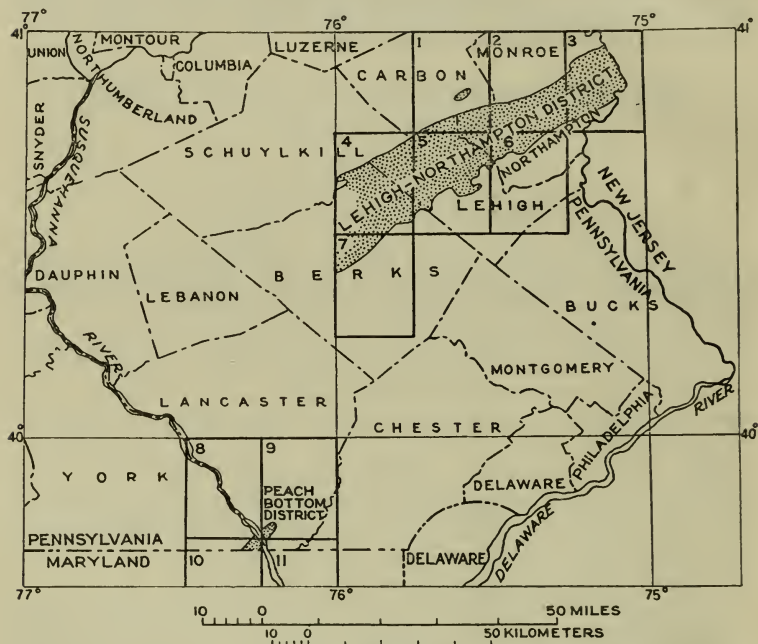 77°
76°
75°
41°
41°
UNION
MONTOUR
COLUMBIA
LUZERNE
NORTHUMBERLAND
CARBON
MONROE
1
2
3
SNYDER
SUSQUEHANNA
RIVER
SCHUYLKILL
4
5
6
LEHIGH-NORTHAMPTON DISTRICT
NORTHAMPTON
LEHIGH
7
NEW JERSEY
PENNSYLVANIA
DAUPHIN
LEBANON
BERKS
BUCKS
MONTGOMERY
LANCASTER
CHESTER
PHILADELPHIA
DELAWARE RIVER
40°
40°
YORK
8
9
PEACH
BOTTOM
DISTRICT
DELAWARE
PENNSYLVANIA
MARYLAND
10
11
DELAWARE
77°
76°
75°
10 0 50 MILES
10 0 50 KILOMETERS